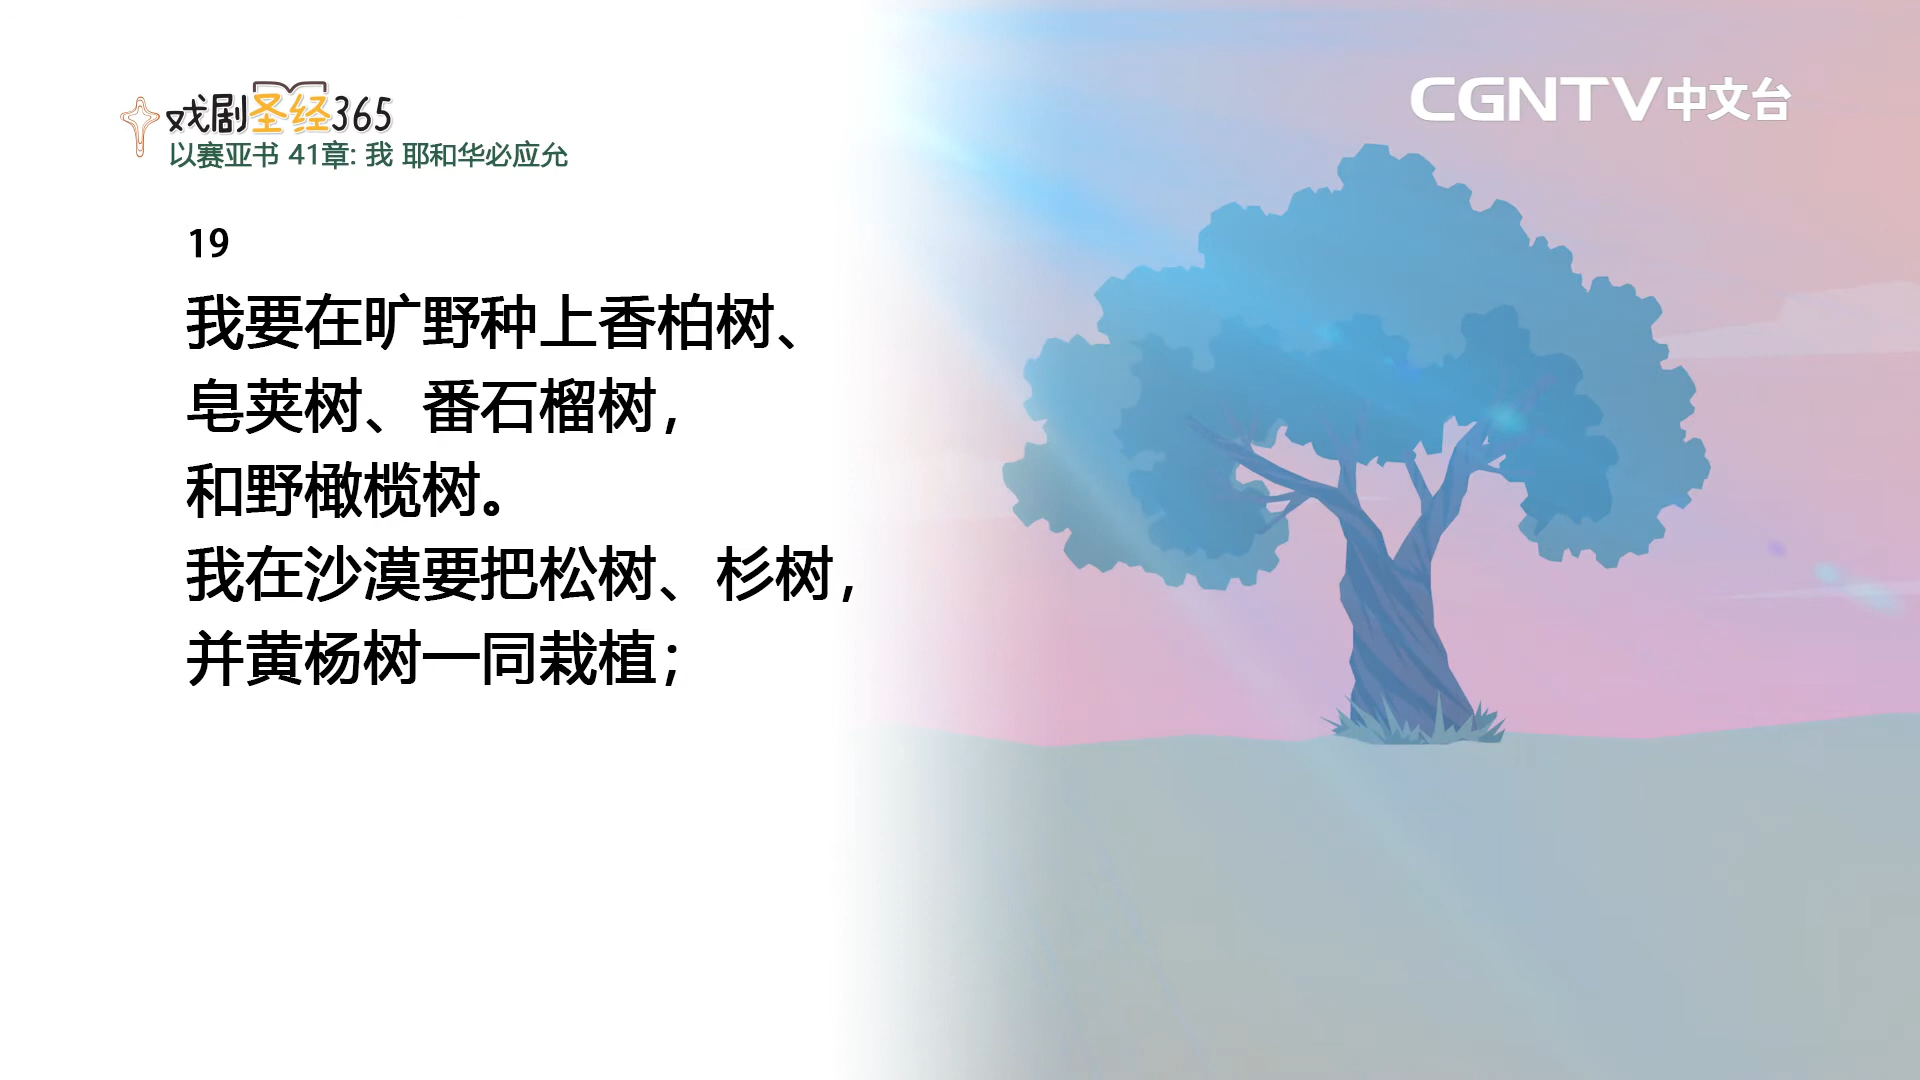 戏剧圣经365
以赛亚书 41章: 我 耶和华必应允
CGNTV中文台
19
我要在旷野种上香柏树、
皂荚树、番石榴树，
和野橄榄树。
我在沙漠要把松树、杉树，
并黄杨树一同栽植；